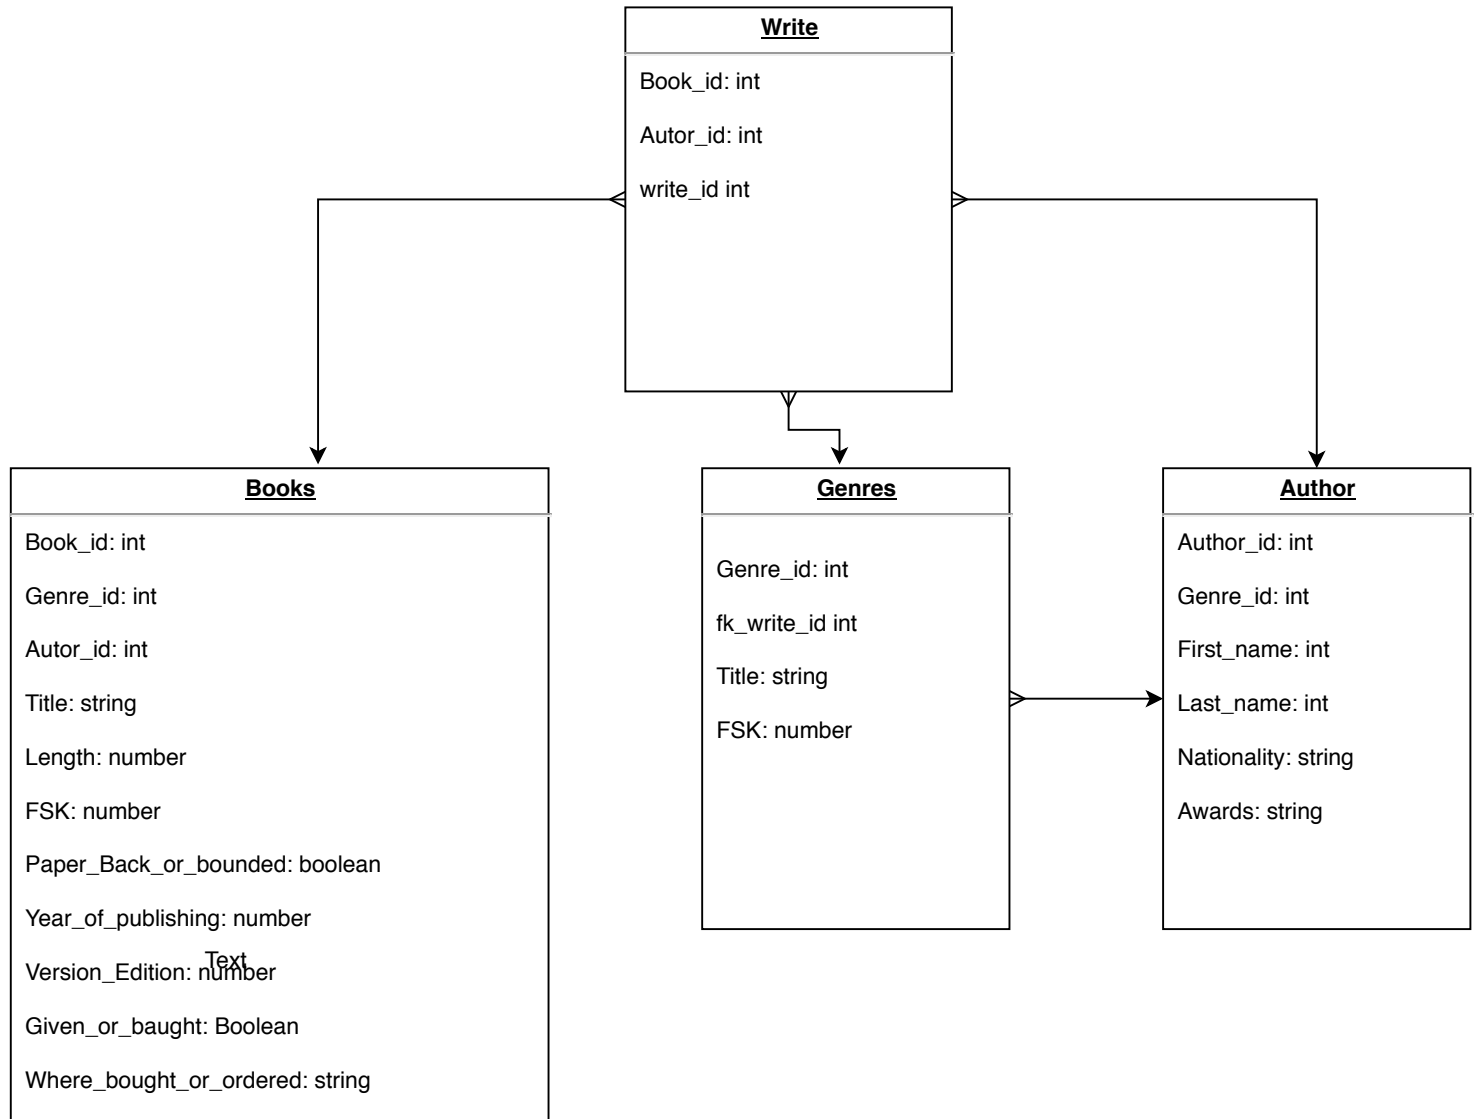 Write
Book_id: int
Autor_id: int
write_id int
Books
Book_id: int
Genre_id: int
Autor_id: int
Title: string
Length: number
FSK: number
Paper_Back_or_bounded: boolean
Year_of_publishing: number
Text
Version_Edition: number
Given_or_baught: Boolean
Where_bought_or_ordered: string
Genres
Genre_id: int
fk_write_id int
Title: string
FSK: number
Author
Author_id: int
Genre_id: int
First_name: int
Last_name: int
Nationality: string
Awards: string